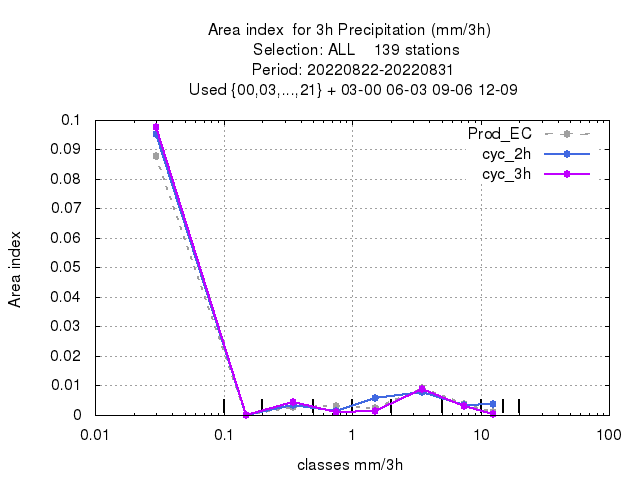 Area index  for 3h Precipitation (mm/3h)
Selection: ALL    139 stations
Period: 20220822-20220831
Used {00,03,...,21} + 03-00 06-03 09-06 12-09
Prod_EC
cyc_2h
cyc_3h
Area index
0.1
0.09
0.08
0.07
0.06
0.05
0.04
0.03
0.02
0.01
0
0.01
0.1
1
10
100
classes mm/3h